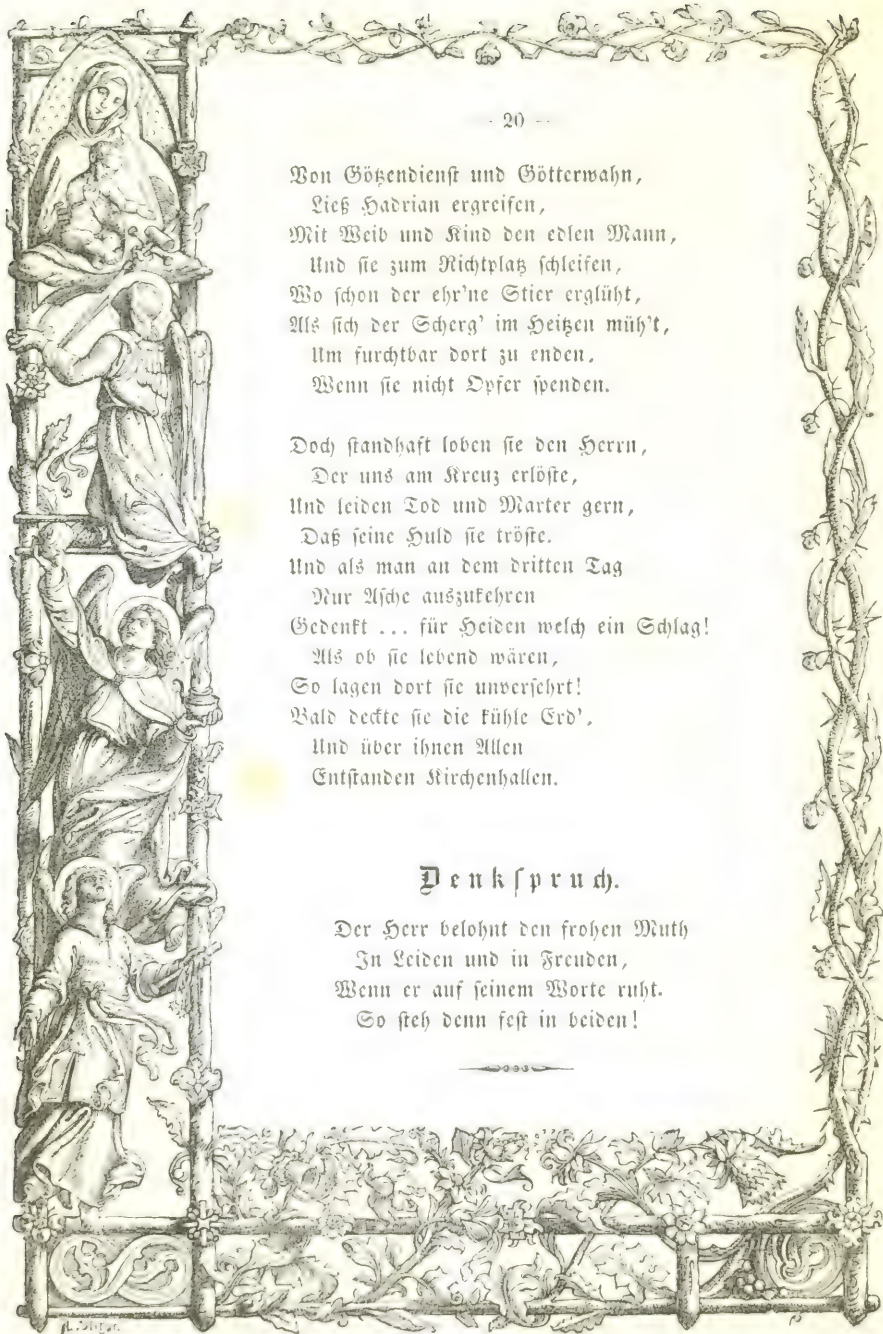 - 20 -
Von Götzendienst und Götterwahn,
Ließ Hadrian ergreifen,
Mit Weib und Kind den edlen Mann,
Und sie zum Richtplatz schleifen,
Wo schon der ehr'ne Stier erglüht,
Als sich der Scherg' im Heitzen müh't,
Um furchtbar dort zu enden,
Wenn sie nicht Opfer spenden.
Doch standhaft loben sie den Herrn,
Der uns am Kreuz erlöste,
Und leiden Tod und Marter gern,
Daß seine Huld sie tröste.
Und als man an dem dritten Tag
Nur Asche auszukehren
Gedenkt ... für Heiden welch ein Schlag!
Als ob sie lebend wären,
So lagen dort sie unversehrt!
Bald deckte sie die kühle Erd',
Und über ihnen Allen
Entstanden Kirchenhallen.
Denkspruch.
Der Herr belohnt den frohen Muth
In Leiden und in Freuden,
Wenn er auf seinem Worte ruht.
So steh denn fest in beiden!